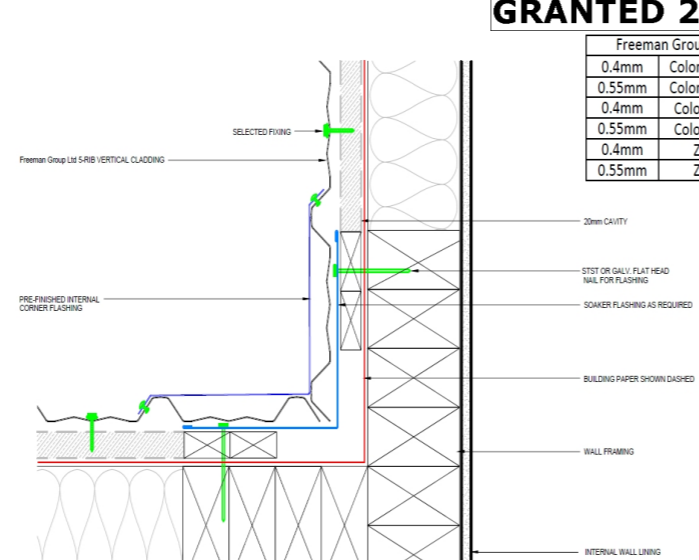 GRANTED 2
Freeman Grou
0.4mm Color
0.55mm Color
0.4mm Colo
0.55mm Colo
0.4mm Z
0.55mm Z
SELECTED FIXING
Freeman Group Ltd 5-RIB VERTICAL CLADDING
20mm CAVITY
STST OR GALV. FLAT HEAD
NAIL FOR FLASHING
PRE-FINISHED INTERNAL
CORNER FLASHING
SOAKER FLASHING AS REQUIRED
BUILDING PAPER SHOWN DASHED
WALL FRAMING
INTERNAL WALL LINING